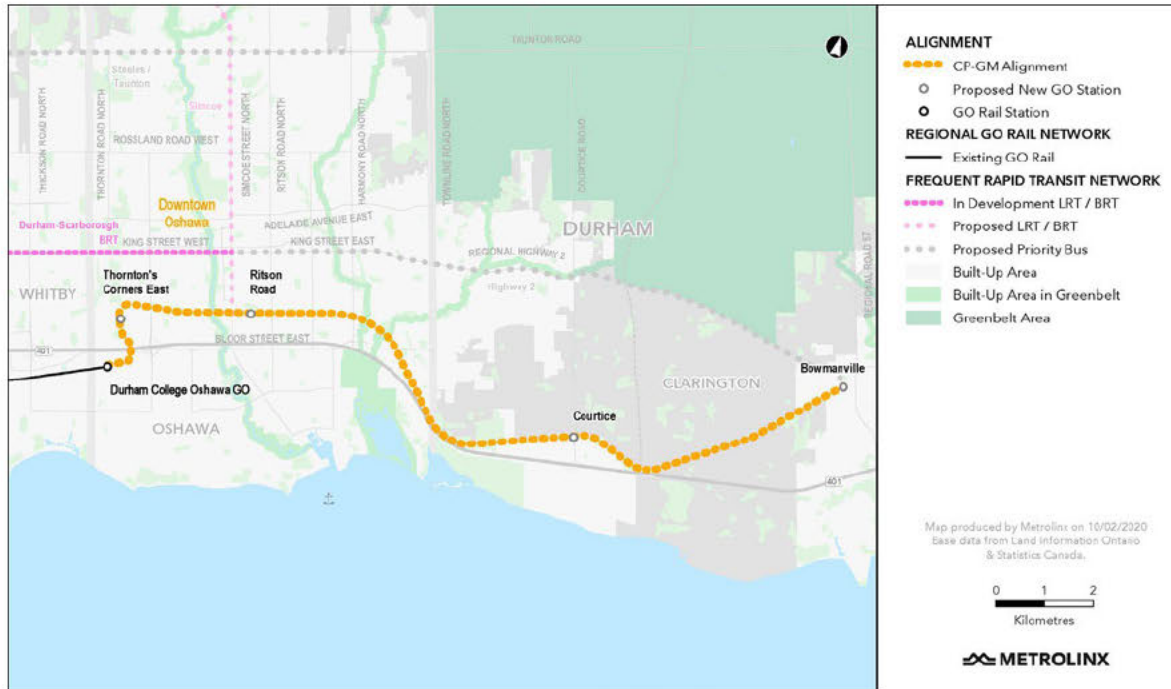 TAUNTON ROAD
Steeles /
Taunton
Simcoe
THICKSON ROAD NORTH
THORNTON ROAD NORTH
ROSSLAND ROAD WEST
SIMCOE STREET NORTH
RITSON ROAD NORTH
HARMONY ROAD NORTH
TOWNLINE ROAD NORTH
COURTICE ROAD
Downtown
Oshawa
ADELAIDE AVENUE EAST
Durham-Scarborough
BRT
KING STREET WEST
KING STREET EAST
DURHAM
REGIONAL HIGHWAY 2
Highway 2
REGIONAL ROAD 57
WHITBY
Thornton's
Corners East
Ritson
Road
BLOOR STREET EAST
401
Durham College Oshawa GO
OSHAWA
Courtice
CLARINGTON
Bowmanville
401
ALIGNMENT
CP-GM Alignment
Proposed New GO Station
GO Rail Station
REGIONAL GO RAIL NETWORK
Existing GO Rail
FREQUENT RAPID TRANSIT NETWORK
In Development LRT / BRT
Proposed LRT / BRT
Proposed Priority Bus
Built-Up Area
Built-Up Area in Greenbelt
Greenbelt Area
Map produced by Metrolinx on 10/02/2020
Base data from Land Information Ontario
& Statistics Canada.
0 1 2
Kilometres
METROLINX